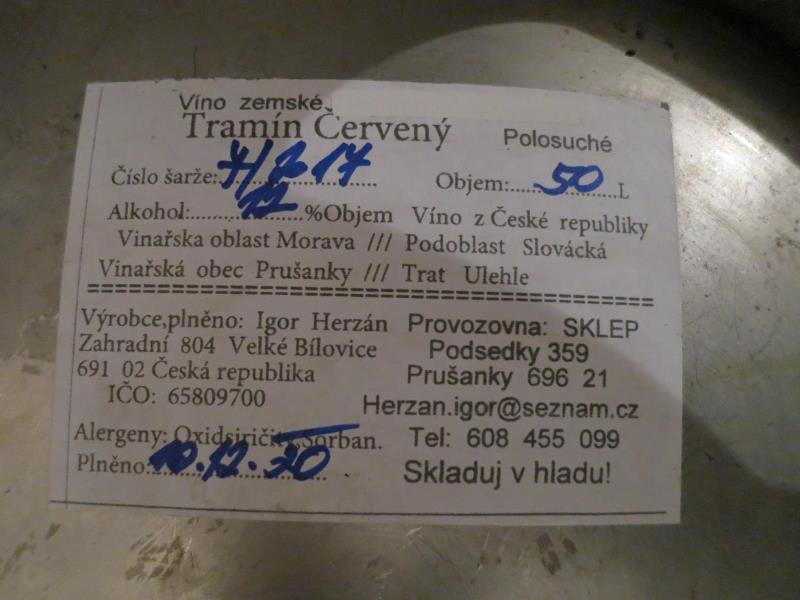 Víno zemské
Tramín Červený Polosuché
Číslo šarže:........17............ Objem:.....50.....L
Alkohol:............%Objem Víno z České republiky
Vinařska oblast Morava /// Podoblast Slovácká
Vinařská obec Prušanky /// Trat Ulehle
Výrobce,plněno: Igor Herzán Provozovna: SKLEP
Zahradní 804 Velké Bílovice Podsedky 359
691 02 Česká republika Prušanky 696 21
IČO: 65809700 Herzan.igor@seznam.cz
Alergeny: Oxidsiričitý,Sorban. Tel: 608 455 099
Plněno:..10.12.20.... Skladuj v hladu!